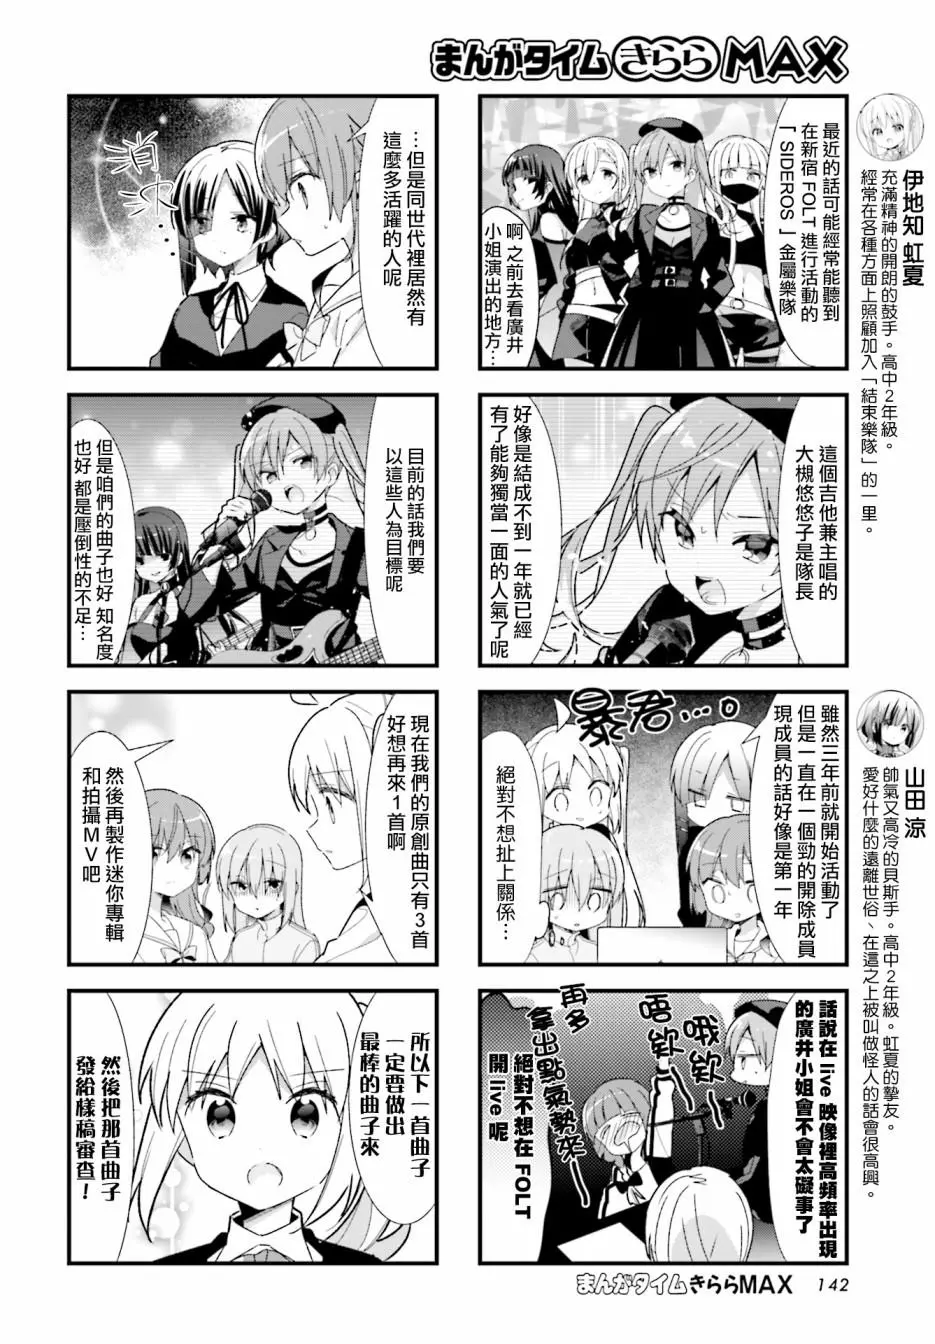 まんがタイムきららMAX
伊地知 虹夏
充滿精神的開朗的鼓手。高中2年級。
經常在各種方面上照顧加入「結束樂隊」的一里。
山田 涼
帥氣又高冷的貝斯手。高中2年級。虹夏的摯友。
愛好什麼的遠離世俗、在這之上被叫做怪人的話會很高興。
最近的話可能經常能聽到
在新宿 FOLT 進行活動的
「SIDEROS」金屬樂隊
啊 之前去看廣井
小姐演出的地方…
這個吉他兼主唱的
大槻悠悠子是隊長
好像是結成不到一年就已經
有了能夠獨當一面的人氣了呢
雖然三年前就開始活動了
但是一直在一個勁的開除成員
現成員的話好像是第一年
暴君…。
絕對不想扯上關係…
話說在 live 映像裡高頻率出現
的廣井小姐會不會太礙事了
哦欸
唔欸
再多
拿出點氣勢來
絕對不想在 FOLT
開 live 呢
…但是同世代裡居然有
這麼多活躍的人呢
消沈
目前的話我們要
以這些人為目標呢
但是咱們的曲子也好 知名度
也好 都是壓倒性的不足…
現在我們的原創曲只有3首
好想再來1首啊
然後再製作迷你專輯
和拍攝MV吧
所以下一首曲子
一定要做出
最棒的曲子來
然後把那首曲子
發給樣稿審查！
まんがタイムきららMAX 142